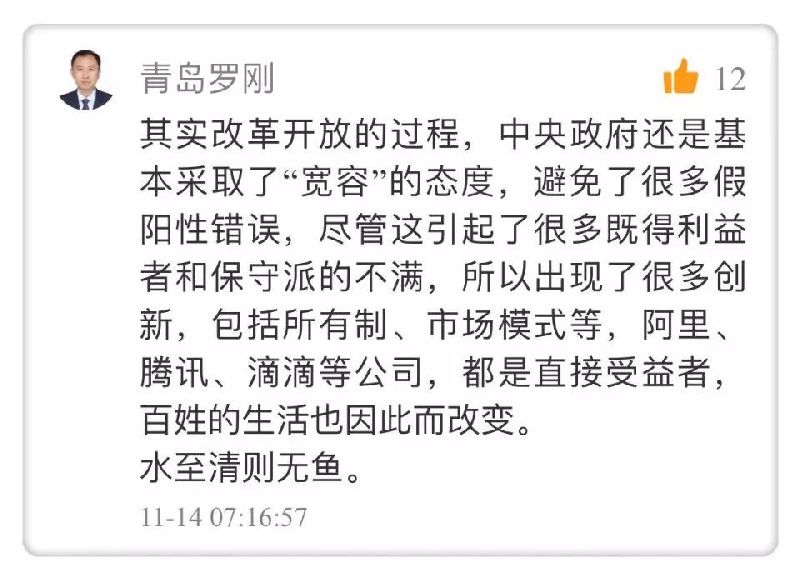 青岛罗刚
12
其实改革开放的过程，中央政府还是基
本采取了“宽容”的态度，避免了很多假
阳性错误，尽管这引起了很多既得利益
者和保守派的不满，所以出现了很多创
新，包括所有制、市场模式等，阿里、
腾讯、滴滴等公司，都是直接受益者，
百姓的生活也因此而改变。
水至清则无鱼。
11-14 07:16:57